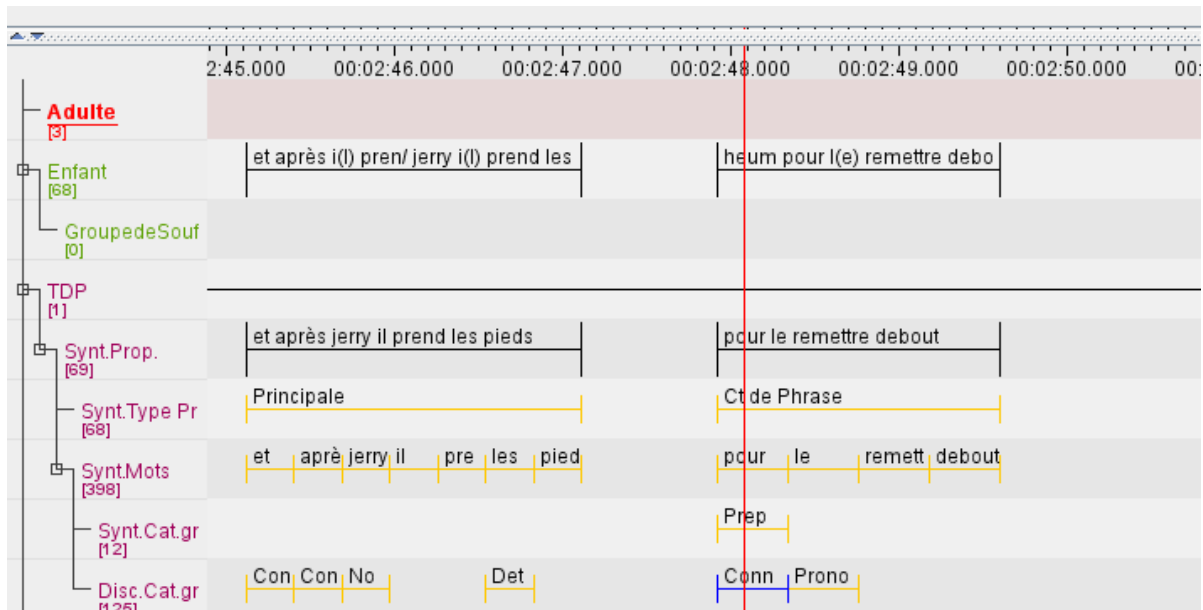 2:45.000 00:02:46.000 00:02:47.000 00:02:48.000 00:02:49.000 00:02:50.000 00:
Adulte
[3]
et après i(l) pren/ jerry i(l) prend les heum pour l(e) remettre debo
Enfant
[68]
GroupedeSouf
[0]
TDP
[1]
et après jerry il prend les pieds pour le remettre debout
Synt.Prop.
[69]
Principale Ct de Phrase
Synt.Type Pr
[68]
et aprè jerry il pre les pied pour le remett debout
Synt.Mots
[398]
Prep
Synt.Cat.gr
[12]
Con Con No Det Conn Prono
Disc.Cat.gr
[125]